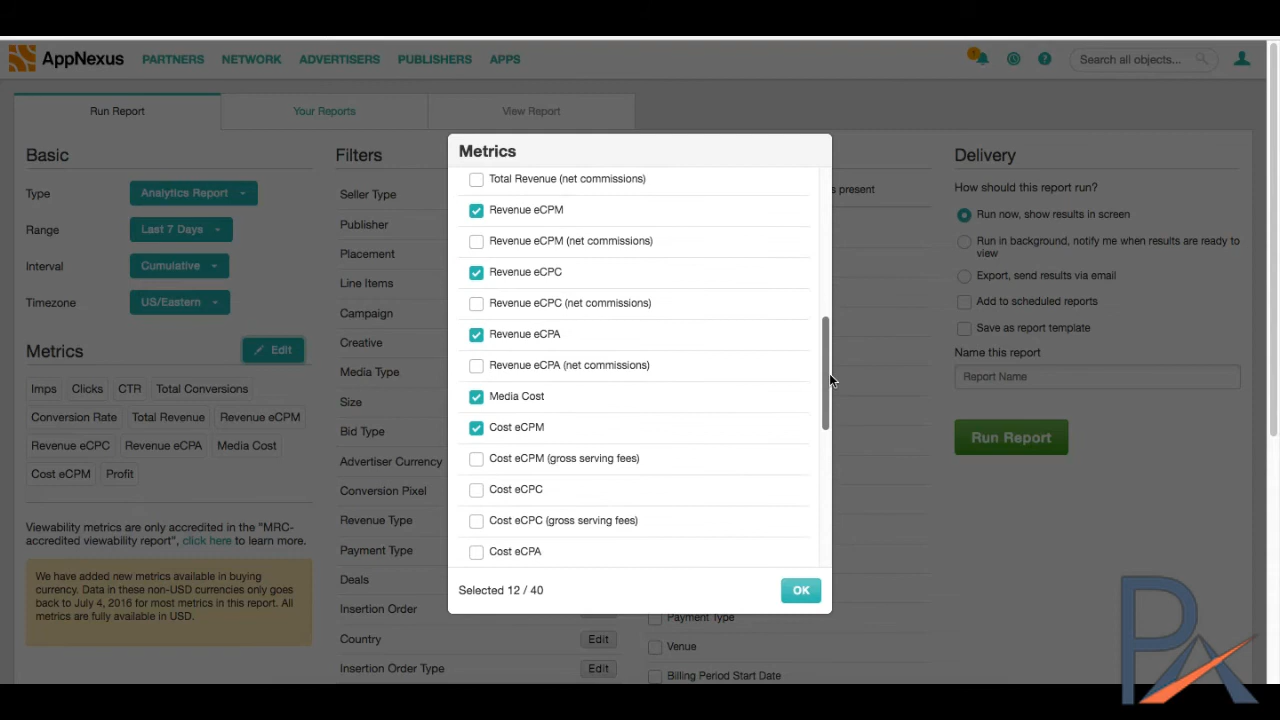 AppNexus PARTNERS NETWORK ADVERTISERS PUBLISHERS APPS Search all objects...
Run Report Your Reports View Report
Basic
Type Analytics Report
Range Last 7 Days
Interval Cumulative
Timezone US/Eastern
Metrics Edit
Imps Clicks CTR Total Conversions
Conversion Rate Total Revenue Revenue eCPM
Revenue eCPC Revenue eCPA Media Cost
Cost eCPM Profit
Viewability metrics are only accredited in the "MRC-
accredited viewability report", click here to learn more.
We have added new metrics available in buying
currency. Data in these non-USD currencies only goes
back to July 4, 2016 for most metrics in this report. All
metrics are fully available in USD.
Filters
Seller Type
Publisher
Placement
Line Items
Campaign
Creative
Media Type
Size
Bid Type
Advertiser Currency
Conversion Pixel
Revenue Type
Payment Type
Deals
Insertion Order
Country Edit
Insertion Order Type Edit
Metrics
Total Revenue (net commissions)
Revenue eCPM
Revenue eCPM (net commissions)
Revenue eCPC
Revenue eCPC (net commissions)
Revenue eCPA
Revenue eCPA (net commissions)
Media Cost
Cost eCPM
Cost eCPM (gross serving fees)
Cost eCPC
Cost eCPC (gross serving fees)
Cost eCPA
Selected 12 / 40 OK
s present
Payment Type
Venue
Billing Period Start Date
Delivery
How should this report run?
Run now, show results in screen
Run in background, notify me when results are ready to
view
Export, send results via email
Add to scheduled reports
Save as report template
Name this report
Report Name
Run Report
PA